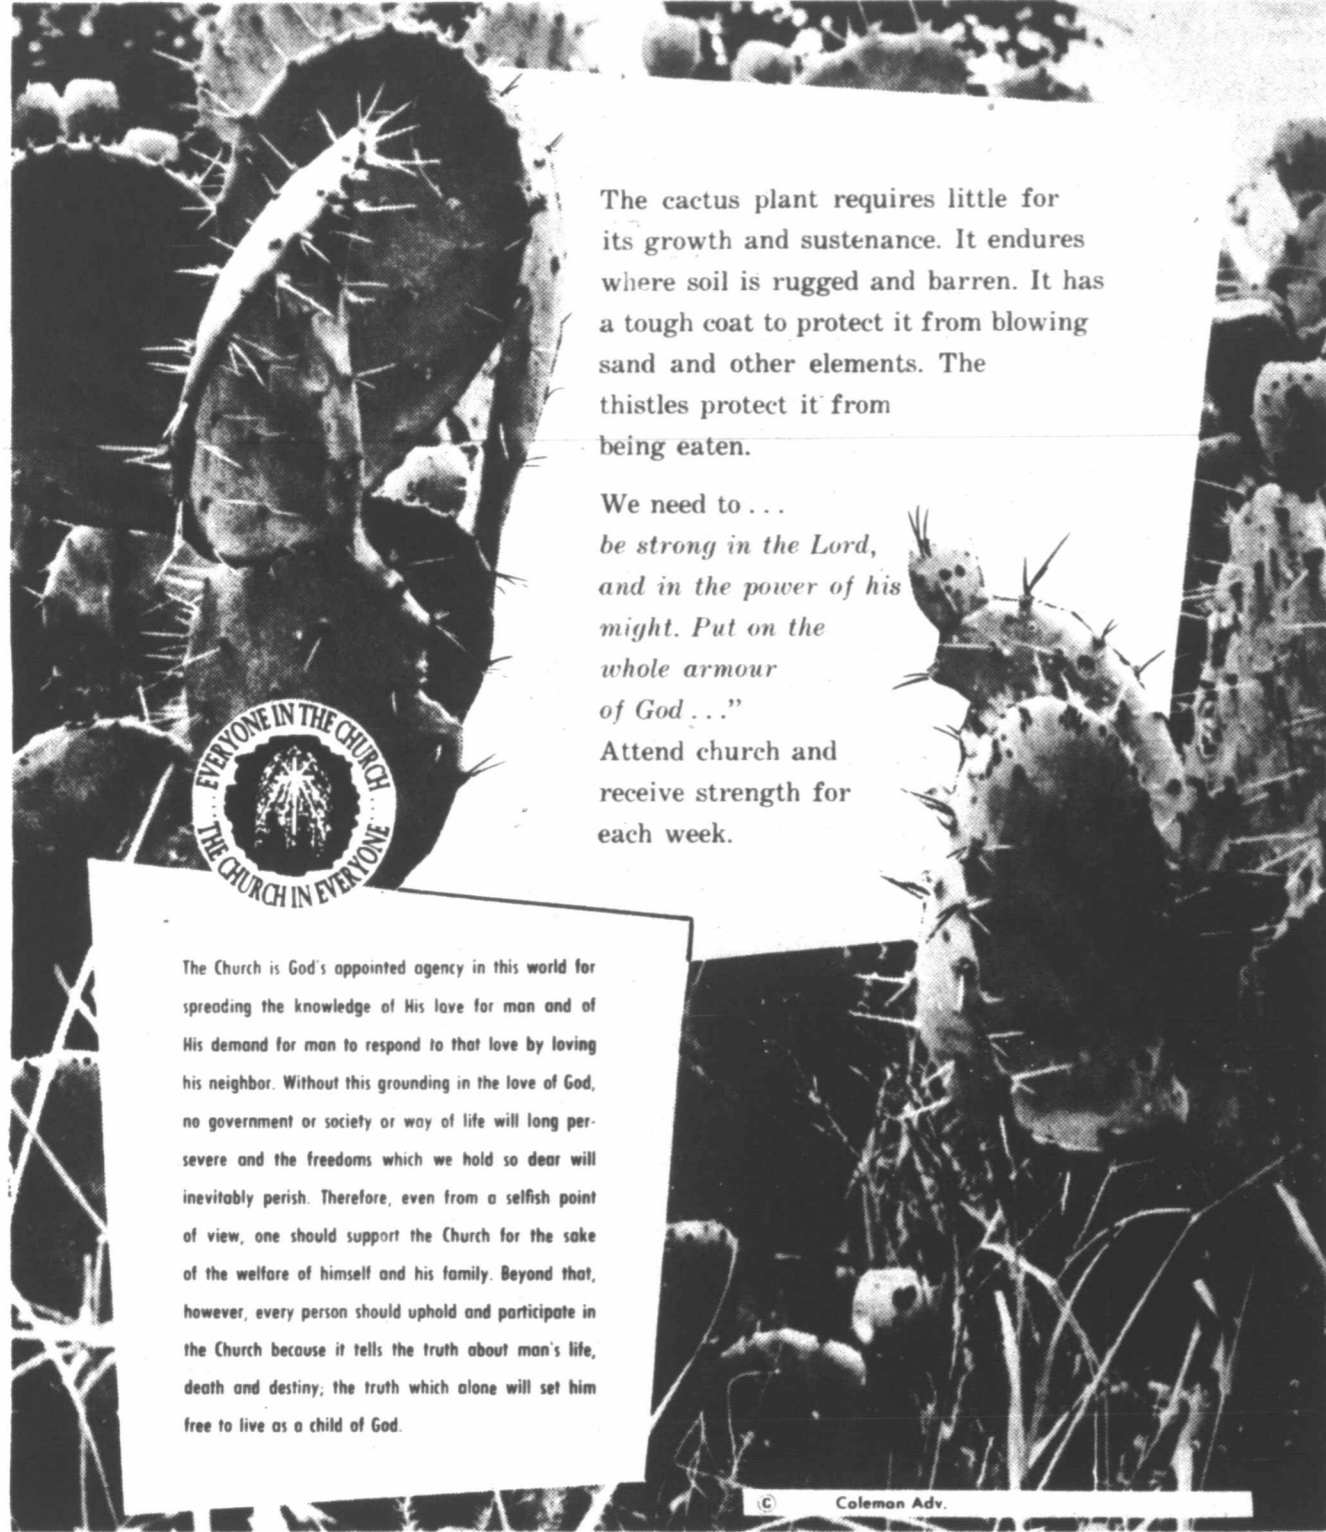 The cactus plant requires little for
its growth and sustenance. It endures
where soil is rugged and barren. It has
a tough coat to protect it from blowing
sand and other elements. The
thistles protect it from
being eaten.
We need to . . .
be strong in the Lord,
and in the power of his
might. Put on the
whole armour
of God . . ."
Attend church and
receive strength for
each week.
EVERYONE IN THE CHURCH
THE CHURCH IN EVERYONE
The Church is God's appointed agency in this world for
spreading the knowledge of His love for man and of
His demand for man to respond to that love by loving
his neighbor. Without this grounding in the love of God,
no government or society or way of life will long per-
severe and the freedoms which we hold so dear will
inevitably perish. Therefore, even from a selfish point
of view, one should support the Church for the sake
of the welfare of himself and his family. Beyond that,
however, every person should uphold and participate in
the Church because it tells the truth about man's life,
death and destiny; the truth which alone will set him
free to live as a child of God.
© Coleman Adv.